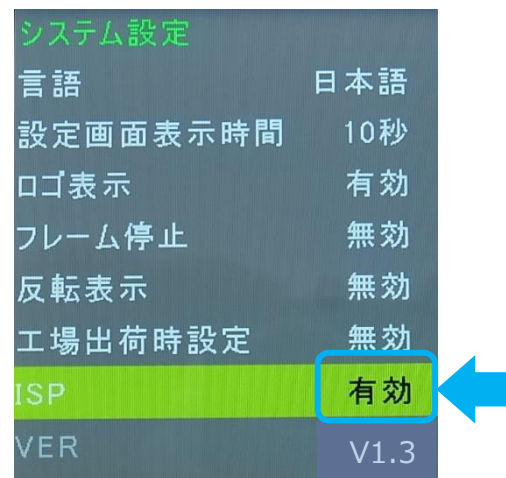 システム設定
言語 日本語
設定画面表示時間 10秒
ロゴ表示 有効
フレーム停止 無効
反転表示 無効
工場出荷時設定 無効
ISP 有効
VER V1.3